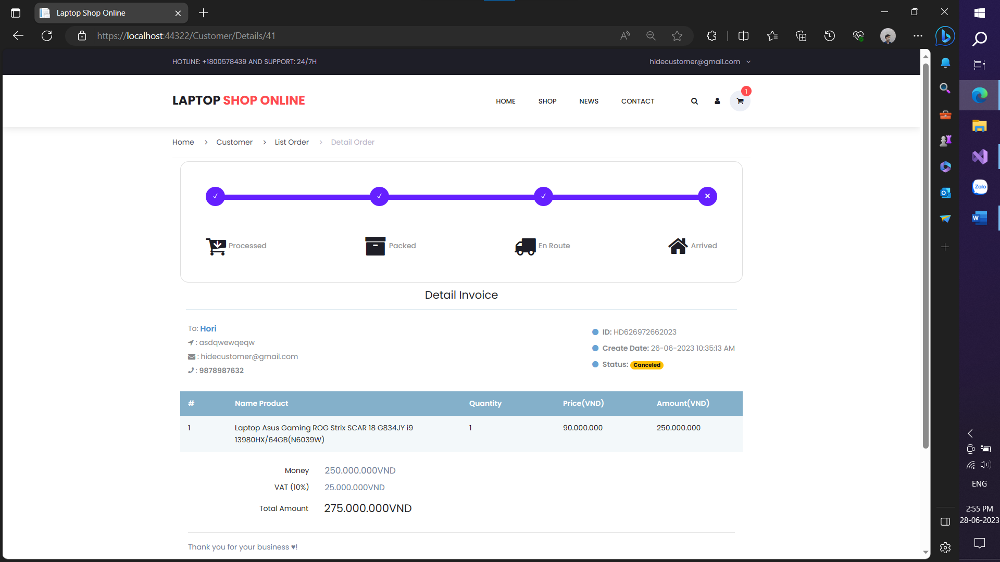 Laptop Shop Online
https://localhost:44322/Customer/Details/41
HOTLINE: +1800578439 AND SUPPORT: 24/7H
hidecustomer@gmail.com
LAPTOP SHOP ONLINE
HOME
SHOP
NEWS
CONTACT
1
Home > Customer > List Order > Detail Order
Processed
Packed
En Route
Arrived
Detail Invoice
To: Hori
: asdqwewqeqw
: hidecustomer@gmail.com
: 9878987632
ID: HD626972662023
Create Date: 26-06-2023 10:35:13 AM
Status: Canceled
# Name Product Quantity Price(VND) Amount(VND)
1 Laptop Asus Gaming ROG Strix SCAR 18 G834JY i9 1 90.000.000 250.000.000
13980HX/64GB(N6039W)
Money 250.000.000VND
VAT (10%) 25.000.000VND
Total Amount 275.000.000VND
Thank you for your business ♥!
Zalo
W
ENG
2:55 PM
28-06-2023